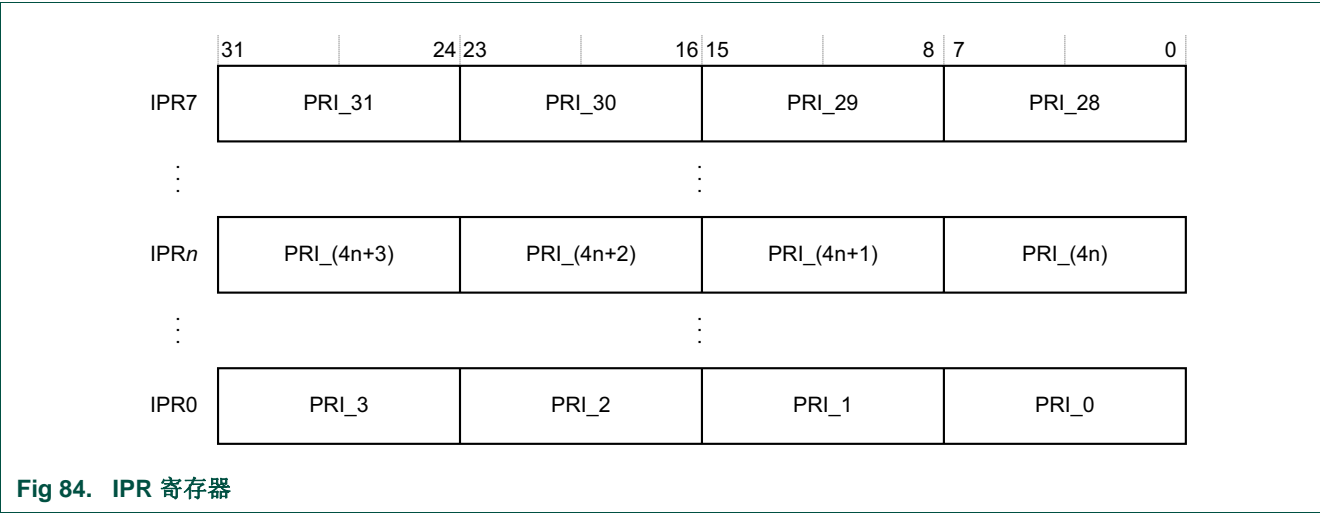 31 24 23 16 15 8 7 0
IPR7 PRI_31 PRI_30 PRI_29 PRI_28
IPRn PRI_(4n+3) PRI_(4n+2) PRI_(4n+1) PRI_(4n)
IPR0 PRI_3 PRI_2 PRI_1 PRI_0
Fig 84. IPR 寄存器